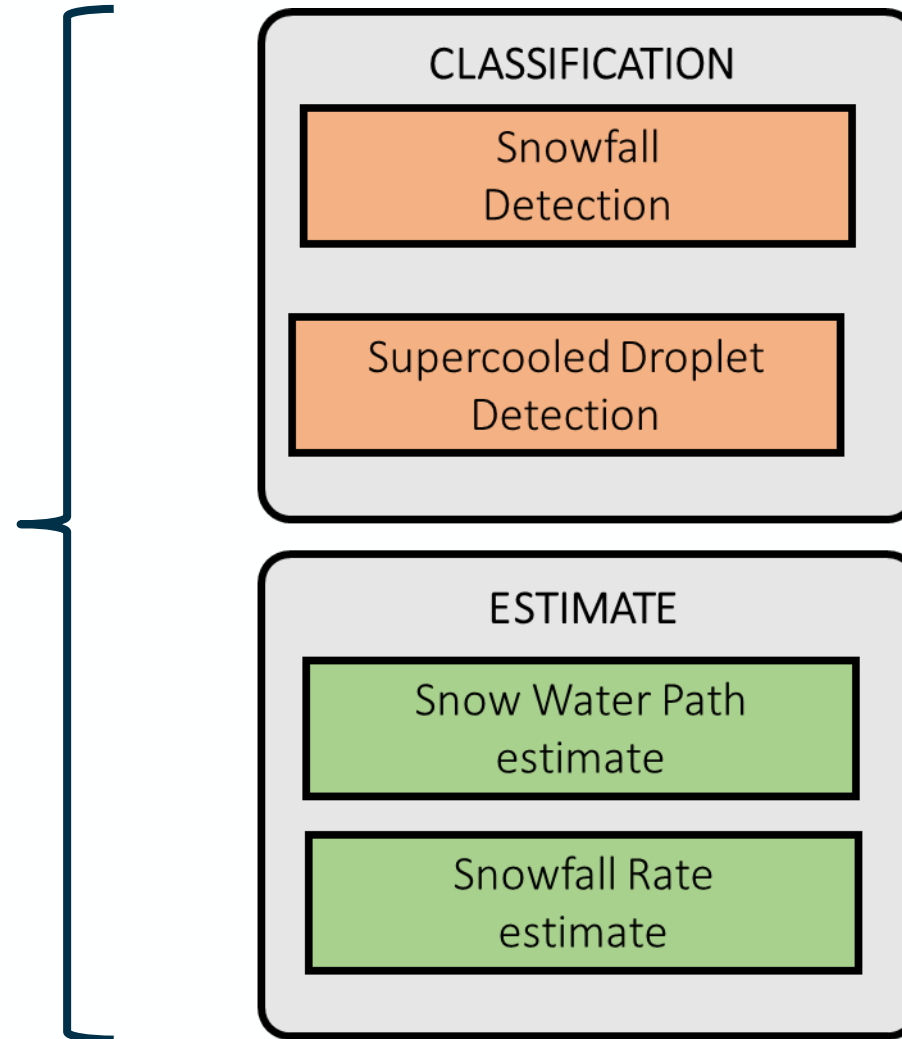 CLASSIFICATION
Snowfall
Detection
Supercooled Droplet
Detection
ESTIMATE
Snow Water Path
estimate
Snowfall Rate
estimate